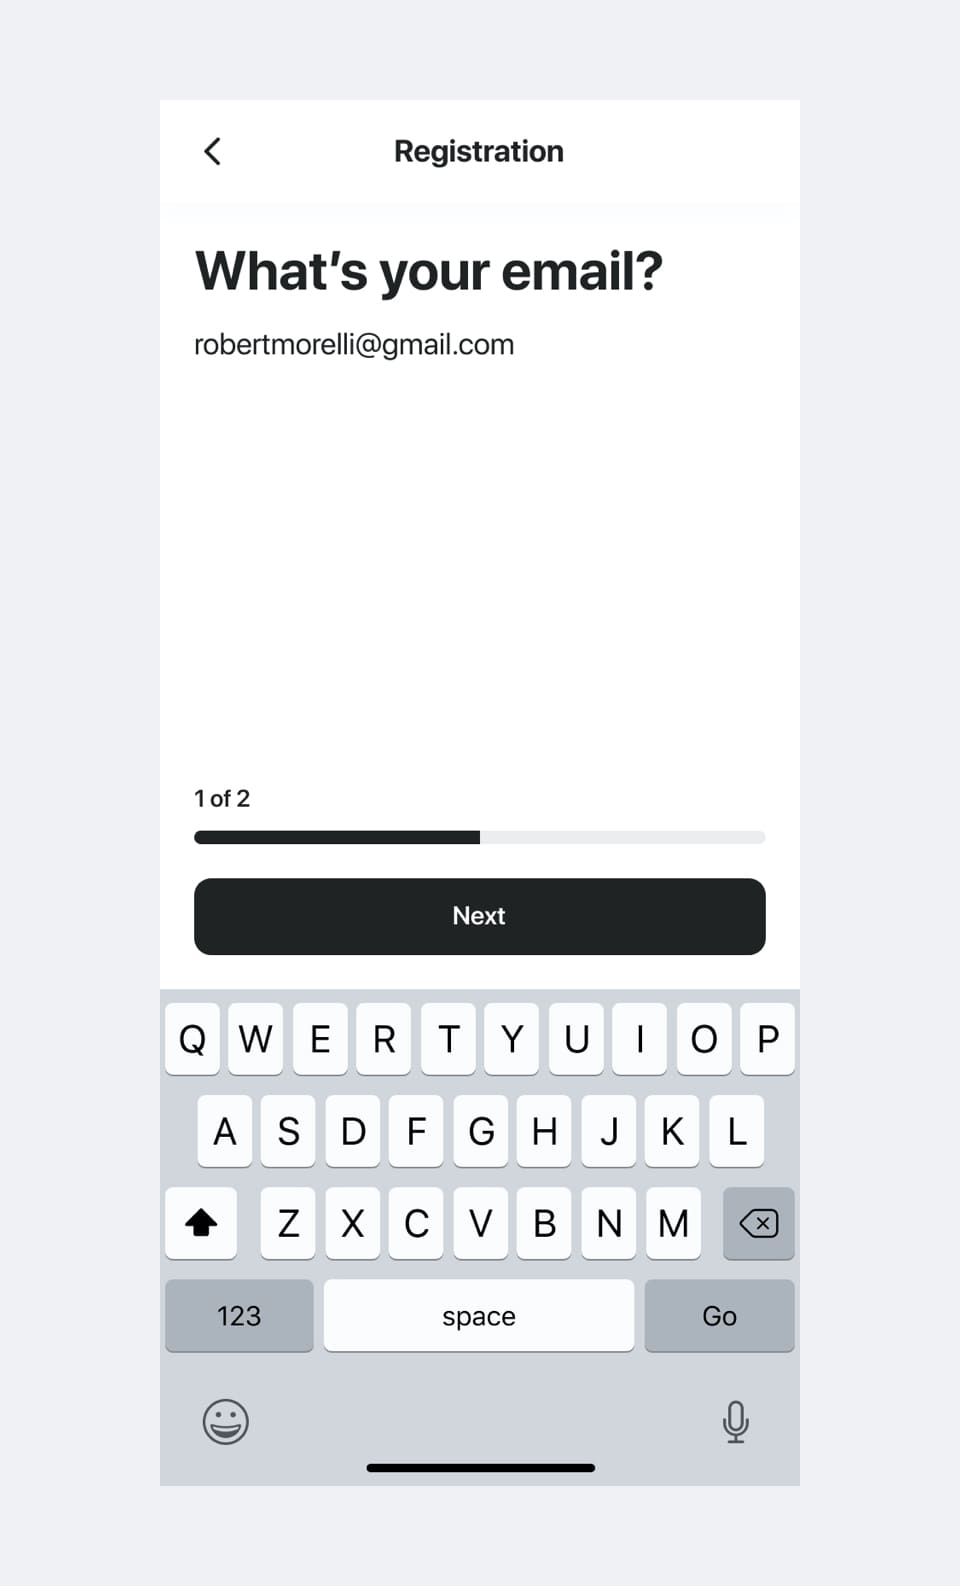 Registration
What's your email?
robertmorelli@gmail.com
1 of 2
Next
Q W E R T Y U I O P
A S D F G H J K L
Z X C V B N M
123 space Go